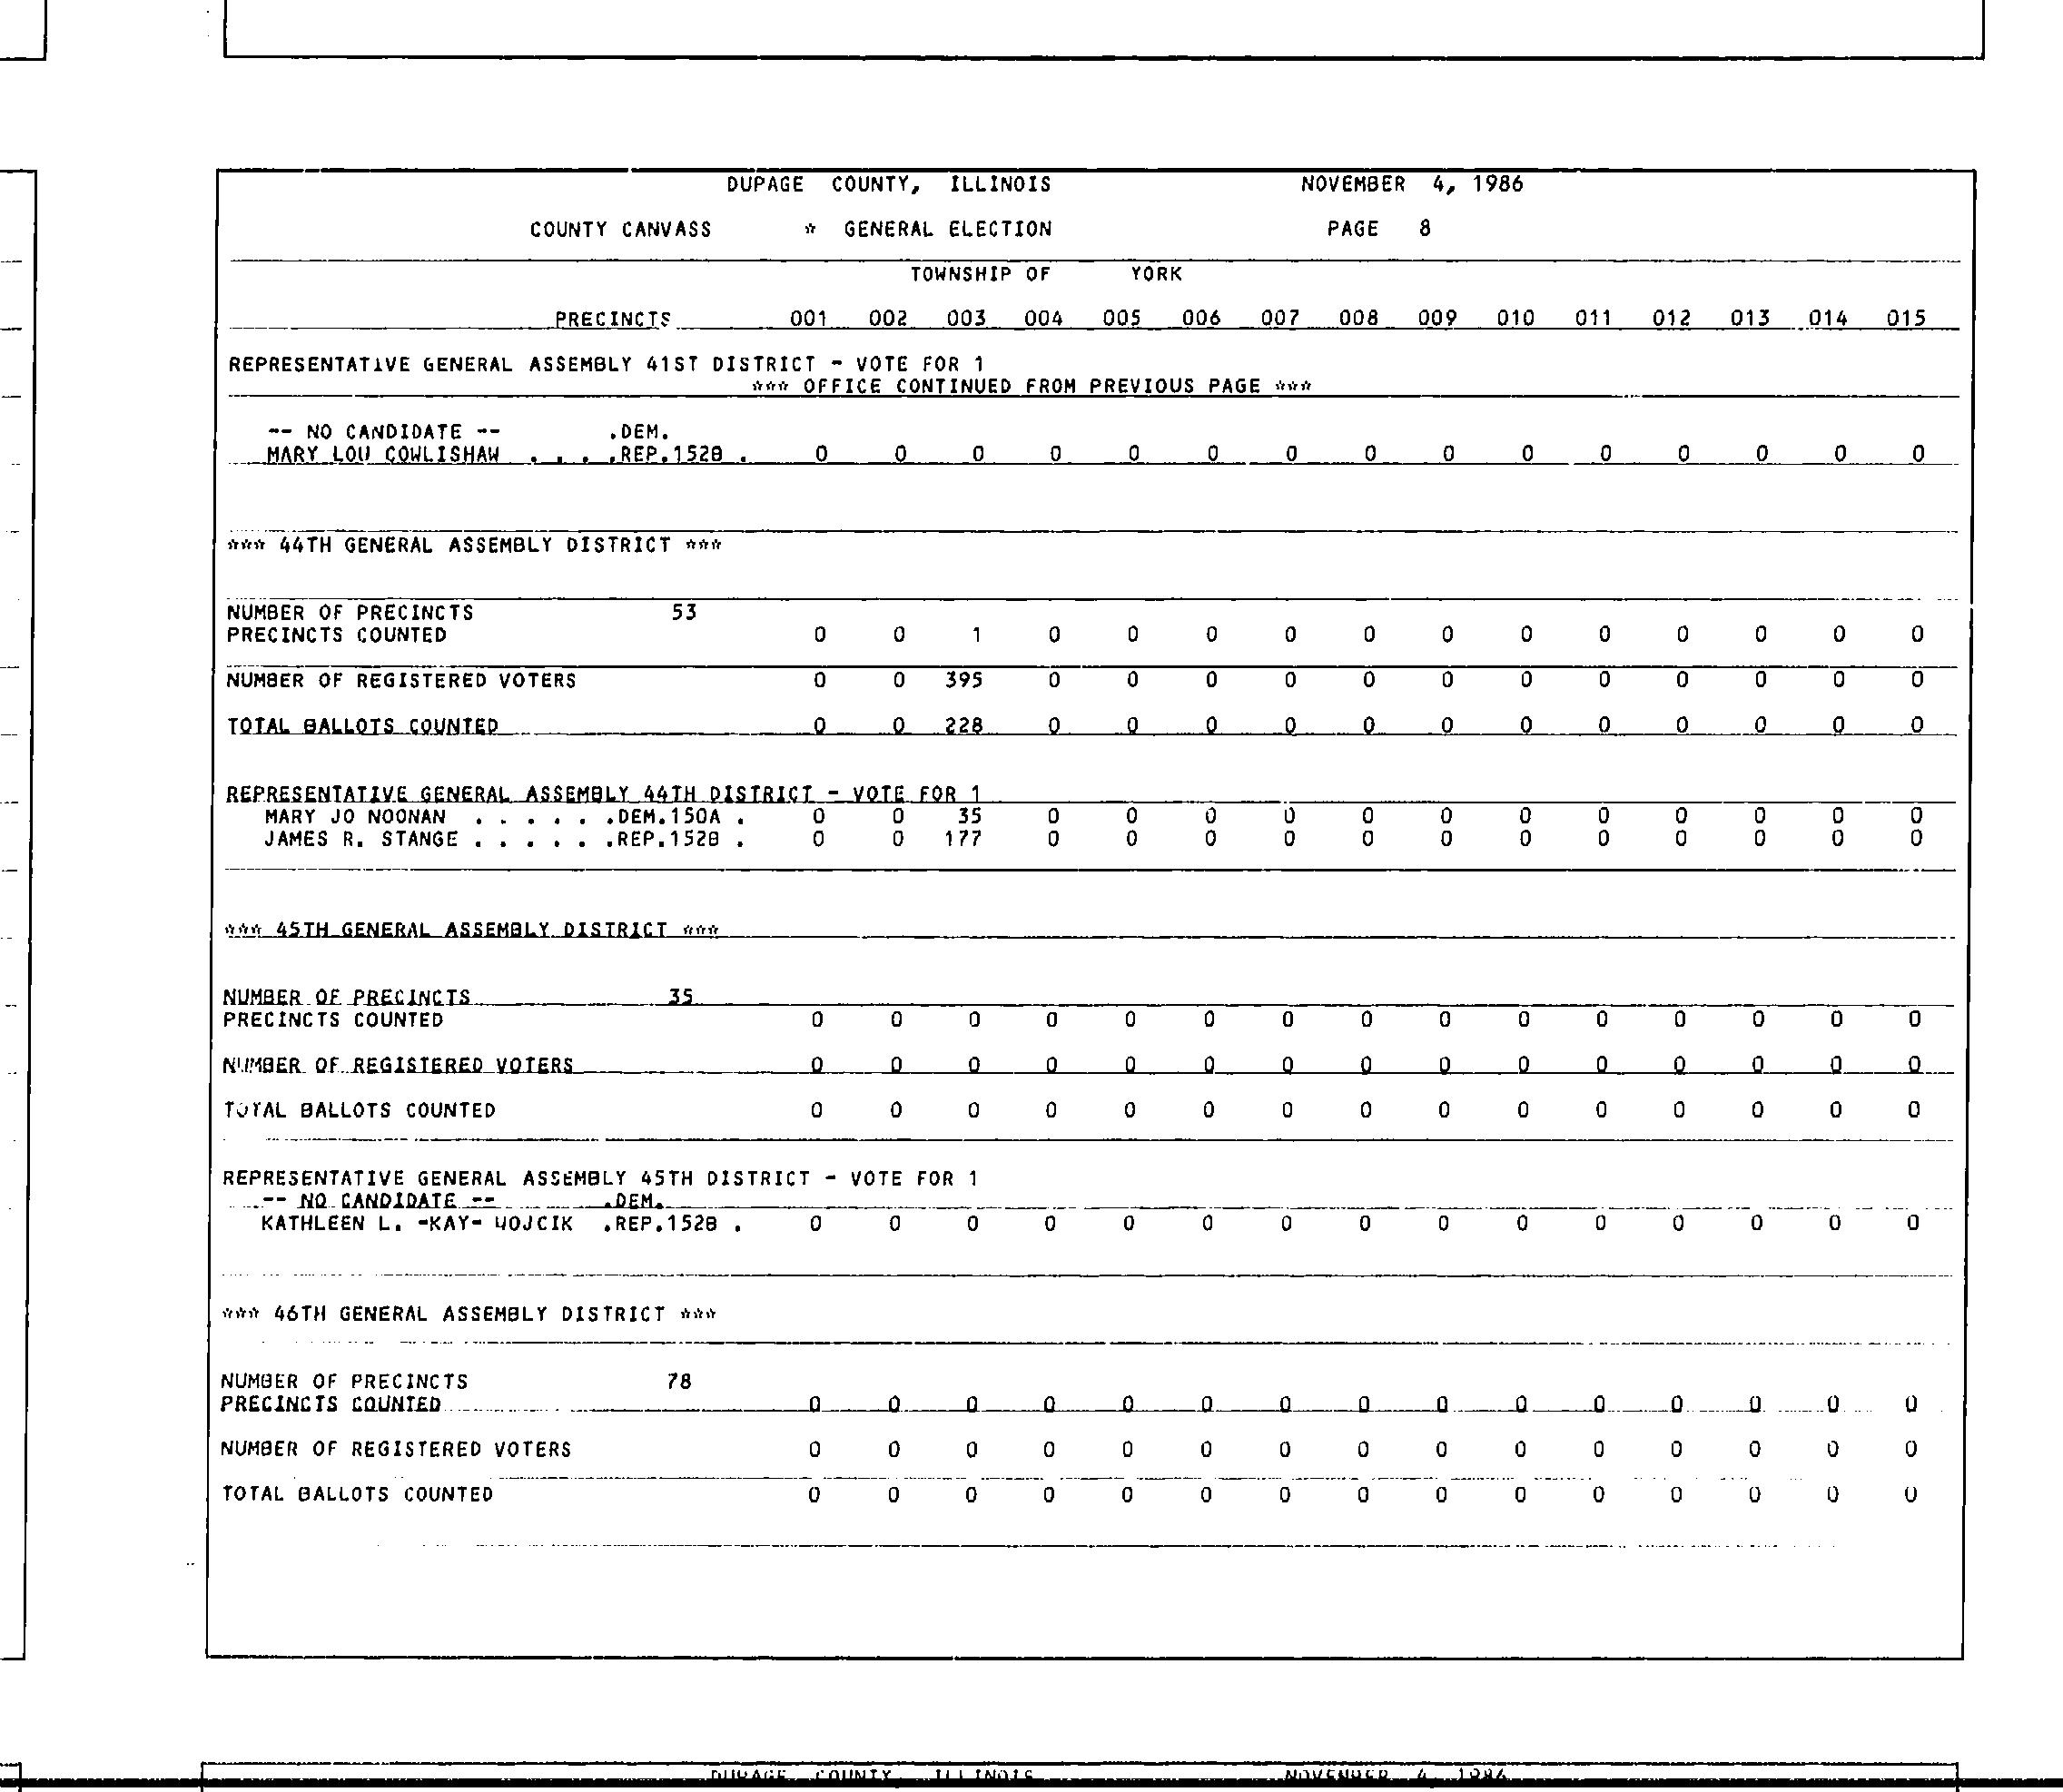 DUPAGE COUNTY, ILLINOIS NOVEMBER 4, 1986
COUNTY CANVASS * GENERAL ELECTION PAGE 8
TOWNSHIP OF YORK
PRECINCTS 001 002 003 004 005 006 007 008 009 010 011 012 013 014 015
REPRESENTATIVE GENERAL ASSEMBLY 41ST DISTRICT - VOTE FOR 1
*** OFFICE CONTINUED FROM PREVIOUS PAGE ***
-- NO CANDIDATE -- .DEM.
MARY LOU COWLISHAW . . . .REP.152B . 0 0 0 0 0 0 0 0 0 0 0 0 0 0 0
*** 44TH GENERAL ASSEMBLY DISTRICT ***
NUMBER OF PRECINCTS 53
PRECINCTS COUNTED 0 0 1 0 0 0 0 0 0 0 0 0 0 0 0
NUMBER OF REGISTERED VOTERS 0 0 395 0 0 0 0 0 0 0 0 0 0 0 0
TOTAL BALLOTS COUNTED 0 0 228 0 0 0 0 0 0 0 0 0 0 0 0
REPRESENTATIVE GENERAL ASSEMBLY 44TH DISTRICT - VOTE FOR 1
MARY JO NOONAN . . . . . .DEM.150A . 0 0 35 0 0 0 0 0 0 0 0 0 0 0 0
JAMES R. STANGE . . . . . .REP.152B . 0 0 177 0 0 0 0 0 0 0 0 0 0 0 0
*** 45TH GENERAL ASSEMBLY DISTRICT ***
NUMBER OF PRECINCTS 35
PRECINCTS COUNTED 0 0 0 0 0 0 0 0 0 0 0 0 0 0 0
NUMBER OF REGISTERED VOTERS 0 0 0 0 0 0 0 0 0 0 0 0 0 0 0
TOTAL BALLOTS COUNTED 0 0 0 0 0 0 0 0 0 0 0 0 0 0 0
REPRESENTATIVE GENERAL ASSEMBLY 45TH DISTRICT - VOTE FOR 1
-- NO CANDIDATE -- .DEM.
KATHLEEN L. -KAY- WOJCIK .REP.152B . 0 0 0 0 0 0 0 0 0 0 0 0 0 0 0
*** 46TH GENERAL ASSEMBLY DISTRICT ***
NUMBER OF PRECINCTS 78
PRECINCTS COUNTED 0 0 0 0 0 0 0 0 0 0 0 0 0 0 0
NUMBER OF REGISTERED VOTERS 0 0 0 0 0 0 0 0 0 0 0 0 0 0 0
TOTAL BALLOTS COUNTED 0 0 0 0 0 0 0 0 0 0 0 0 0 0 0
DUPAGE COUNTY, ILLINOIS NOVEMBER 4, 1986